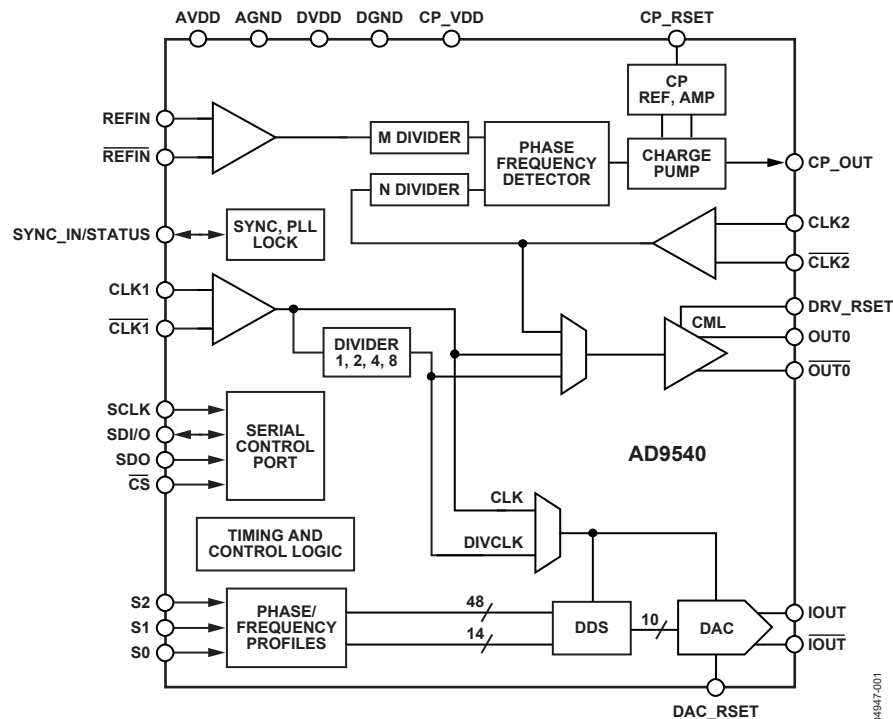 AVDD AGND DVDD DGND CP_VDD CP_RSET
CP
REF, AMP
REFIN
REFIN
M DIVIDER
N DIVIDER
PHASE
FREQUENCY
DETECTOR
CHARGE
PUMP
CP_OUT
SYNC_IN/STATUS
SYNC, PLL
LOCK
CLK2
CLK2
CLK1
CLK1
DIVIDER
1, 2, 4, 8
CML
DRV_RSET
OUT0
OUT0
SCLK
SDI/O
SDO
CS
SERIAL
CONTROL
PORT
AD9540
TIMING AND
CONTROL LOGIC
CLK
DIVCLK
S2
S1
S0
PHASE/
FREQUENCY
PROFILES
48
14
DDS
10
DAC
IOUT
IOUT
DAC_RSET
04947-001